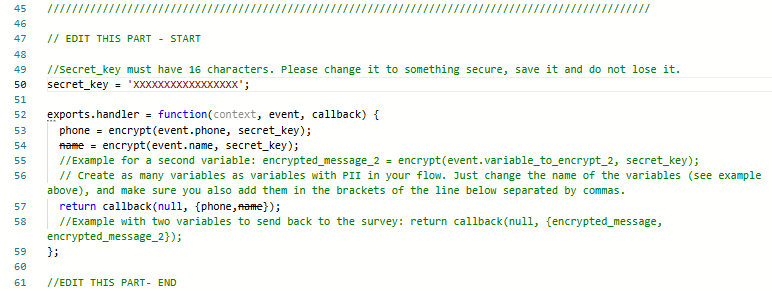 45 //////////////////////////////////////////////////////////////////////////////////////////////////
46
47 // EDIT THIS PART - START
48
49 //Secret_key must have 16 characters. Please change it to something secure, save it and do not lose it.
50 secret_key = 'XXXXXXXXXXXXXXXXX';
51
52 exports.handler = function(context, event, callback) {
53 phone = encrypt(event.phone, secret_key);
54 name = encrypt(event.name, secret_key);
55 //Example for a second variable: encrypted_message_2 = encrypt(event.variable_to_encrypt_2, secret_key);
56 // Create as many variables as variables with PII in your flow. Just change the name of the variables (see example
above), and make sure you also add them in the brackets of the line below separated by commas.
57 return callback(null, {phone,name});
58 //Example with two variables to send back to the survey: return callback(null, {encrypted_message,
encrypted_message_2});
59 };
60
61 //EDIT THIS PART- END